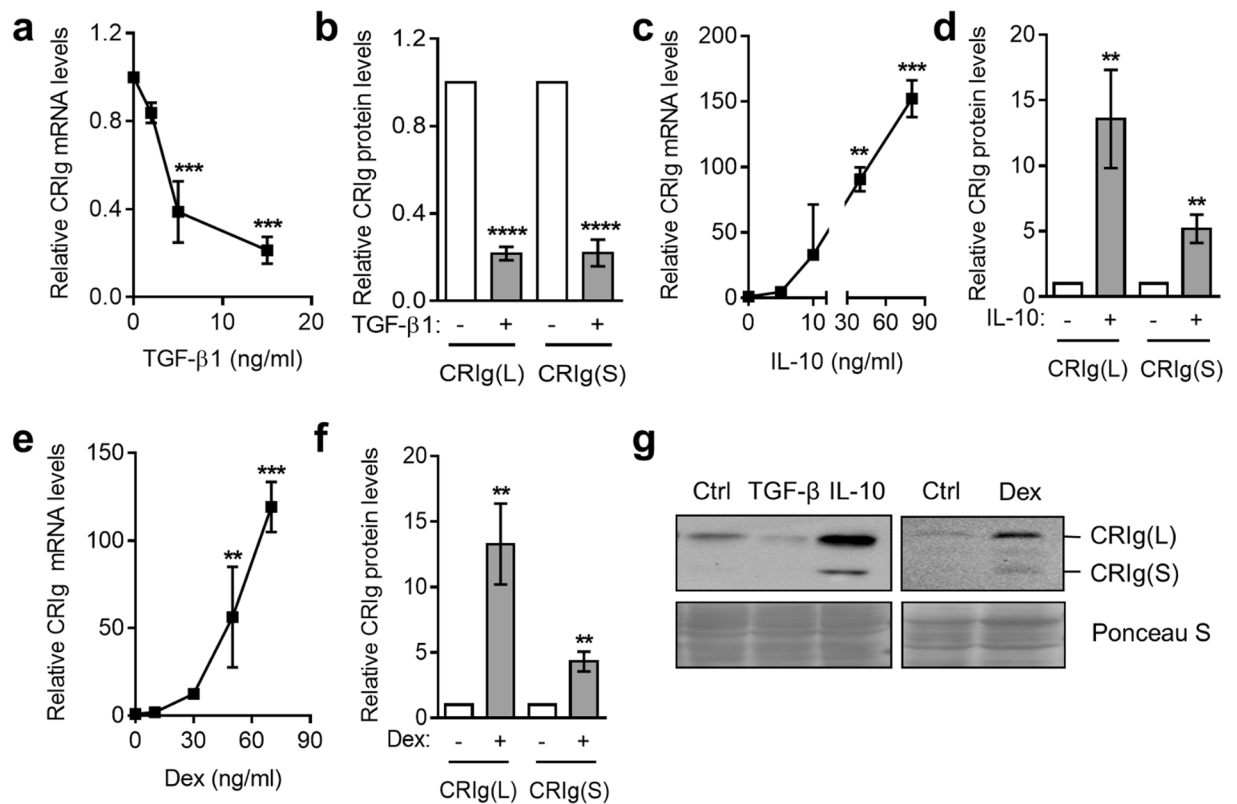 a
Relative CRIg mRNA levels
1.2
0.8
0.4
0.0
***
***
0 10 20
TGF-β1 (ng/ml)
b
Relative CRIg protein levels
1.2
0.8
0.4
0.0
**** ****
TGF-β1: - + - +
CRIg(L) CRIg(S)
c
Relative CRIg mRNA levels
200
150
100
50
0
***
**
0 10 30 60 90
IL-10 (ng/ml)
d
Relative CRIg protein levels
20
15
10
5
0
**
**
IL-10: - + - +
CRIg(L) CRIg(S)
e
Relative CRIg mRNA levels
150
100
50
0
***
**
0 30 60 90
Dex (ng/ml)
f
Relative CRIg protein levels
20
15
10
5
0
**
**
Dex: - + - +
CRIg(L) CRIg(S)
g
Ctrl TGF-β IL-10 Ctrl Dex
CRIg(L)
CRIg(S)
Ponceau S